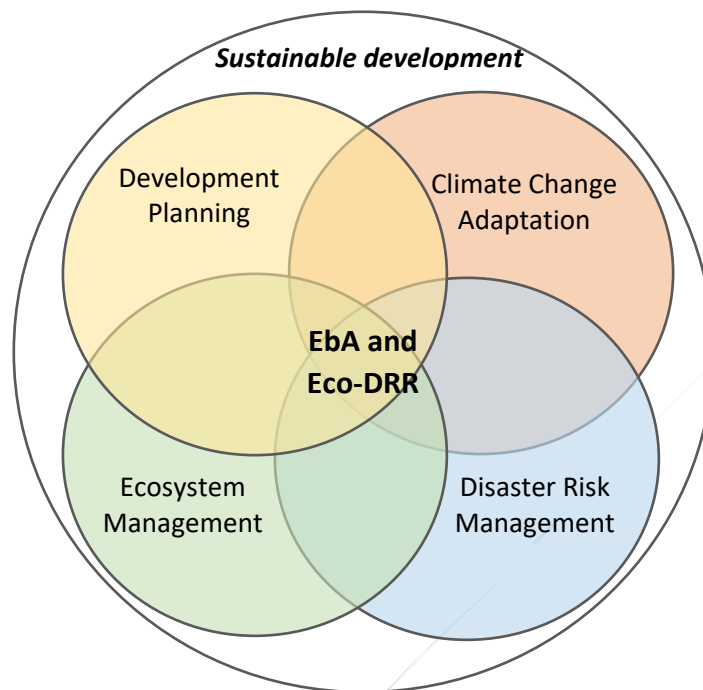 Sustainable development
Development
Planning
Climate Change
Adaptation
EbA and
Eco-DRR
Ecosystem
Management
Disaster Risk
Management